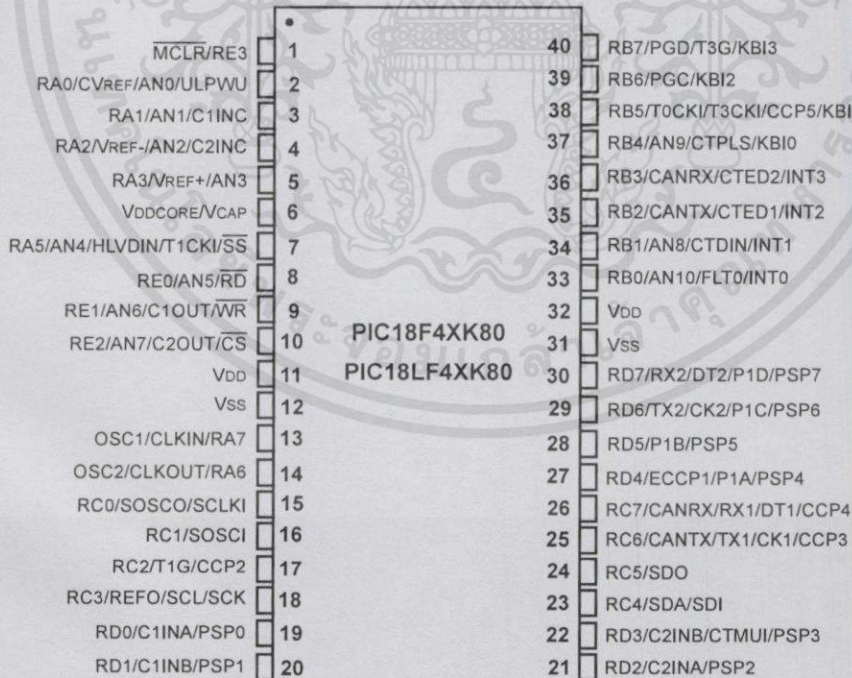 MCLR/RE3 1
RA0/CVREF/AN0/ULPWU 2
RA1/AN1/C1INC 3
RA2/VREF-/AN2/C2INC 4
RA3/VREF+/AN3 5
VDDCORE/VCAP 6
RA5/AN4/HLVDIN/T1CKI/SS 7
RE0/AN5/RD 8
RE1/AN6/C1OUT/WR 9
RE2/AN7/C2OUT/CS 10
VDD 11
VSS 12
OSC1/CLKIN/RA7 13
OSC2/CLKOUT/RA6 14
RC0/SOSCO/SCLKI 15
RC1/SOSCI 16
RC2/T1G/CCP2 17
RC3/REFO/SCL/SCK 18
RD0/C1INA/PSP0 19
RD1/C1INB/PSP1 20
PIC18F4XK80
PIC18LF4XK80
40 RB7/PGD/T3G/KBI3
39 RB6/PGC/KBI2
38 RB5/T0CKI/T3CKI/CCP5/KBI
37 RB4/AN9/CTPLS/KBI0
36 RB3/CANRX/CTED2/INT3
35 RB2/CANTX/CTED1/INT2
34 RB1/AN8/CTDIN/INT1
33 RB0/AN10/FLT0/INT0
32 VDD
31 VSS
30 RD7/RX2/DT2/P1D/PSP7
29 RD6/TX2/CK2/P1C/PSP6
28 RD5/P1B/PSP5
27 RD4/ECCP1/P1A/PSP4
26 RC7/CANRX/RX1/DT1/CCP4
25 RC6/CANTX/TX1/CK1/CCP3
24 RC5/SDO
23 RC4/SDA/SDI
22 RD3/C2INB/CTMUI/PSP3
21 RD2/C2INA/PSP2